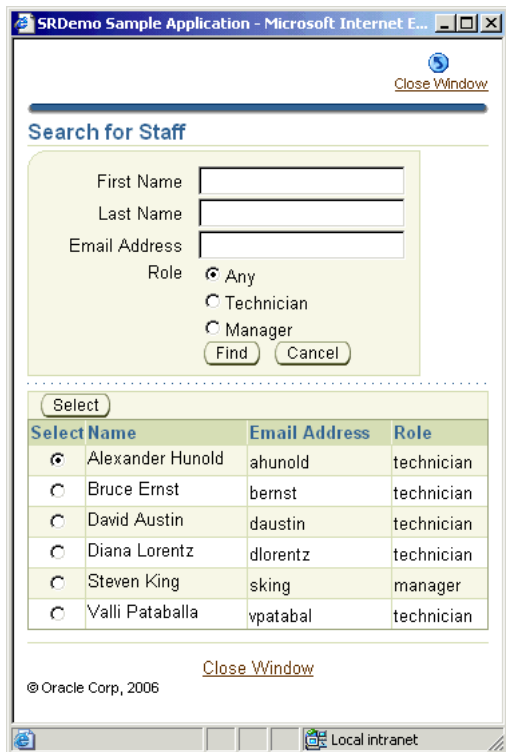 SRDemo Sample Application - Microsoft Internet E...
Close Window
Search for Staff
First Name
Last Name
Email Address
Role
Any
Technician
Manager
Find Cancel
Select
Select Name Email Address Role
Alexander Hunold ahunold technician
Bruce Ernst bernst technician
David Austin daustin technician
Diana Lorentz dlorentz technician
Steven King sking manager
Valli Pataballa vpatabal technician
Close Window
© Oracle Corp, 2006
Local intranet